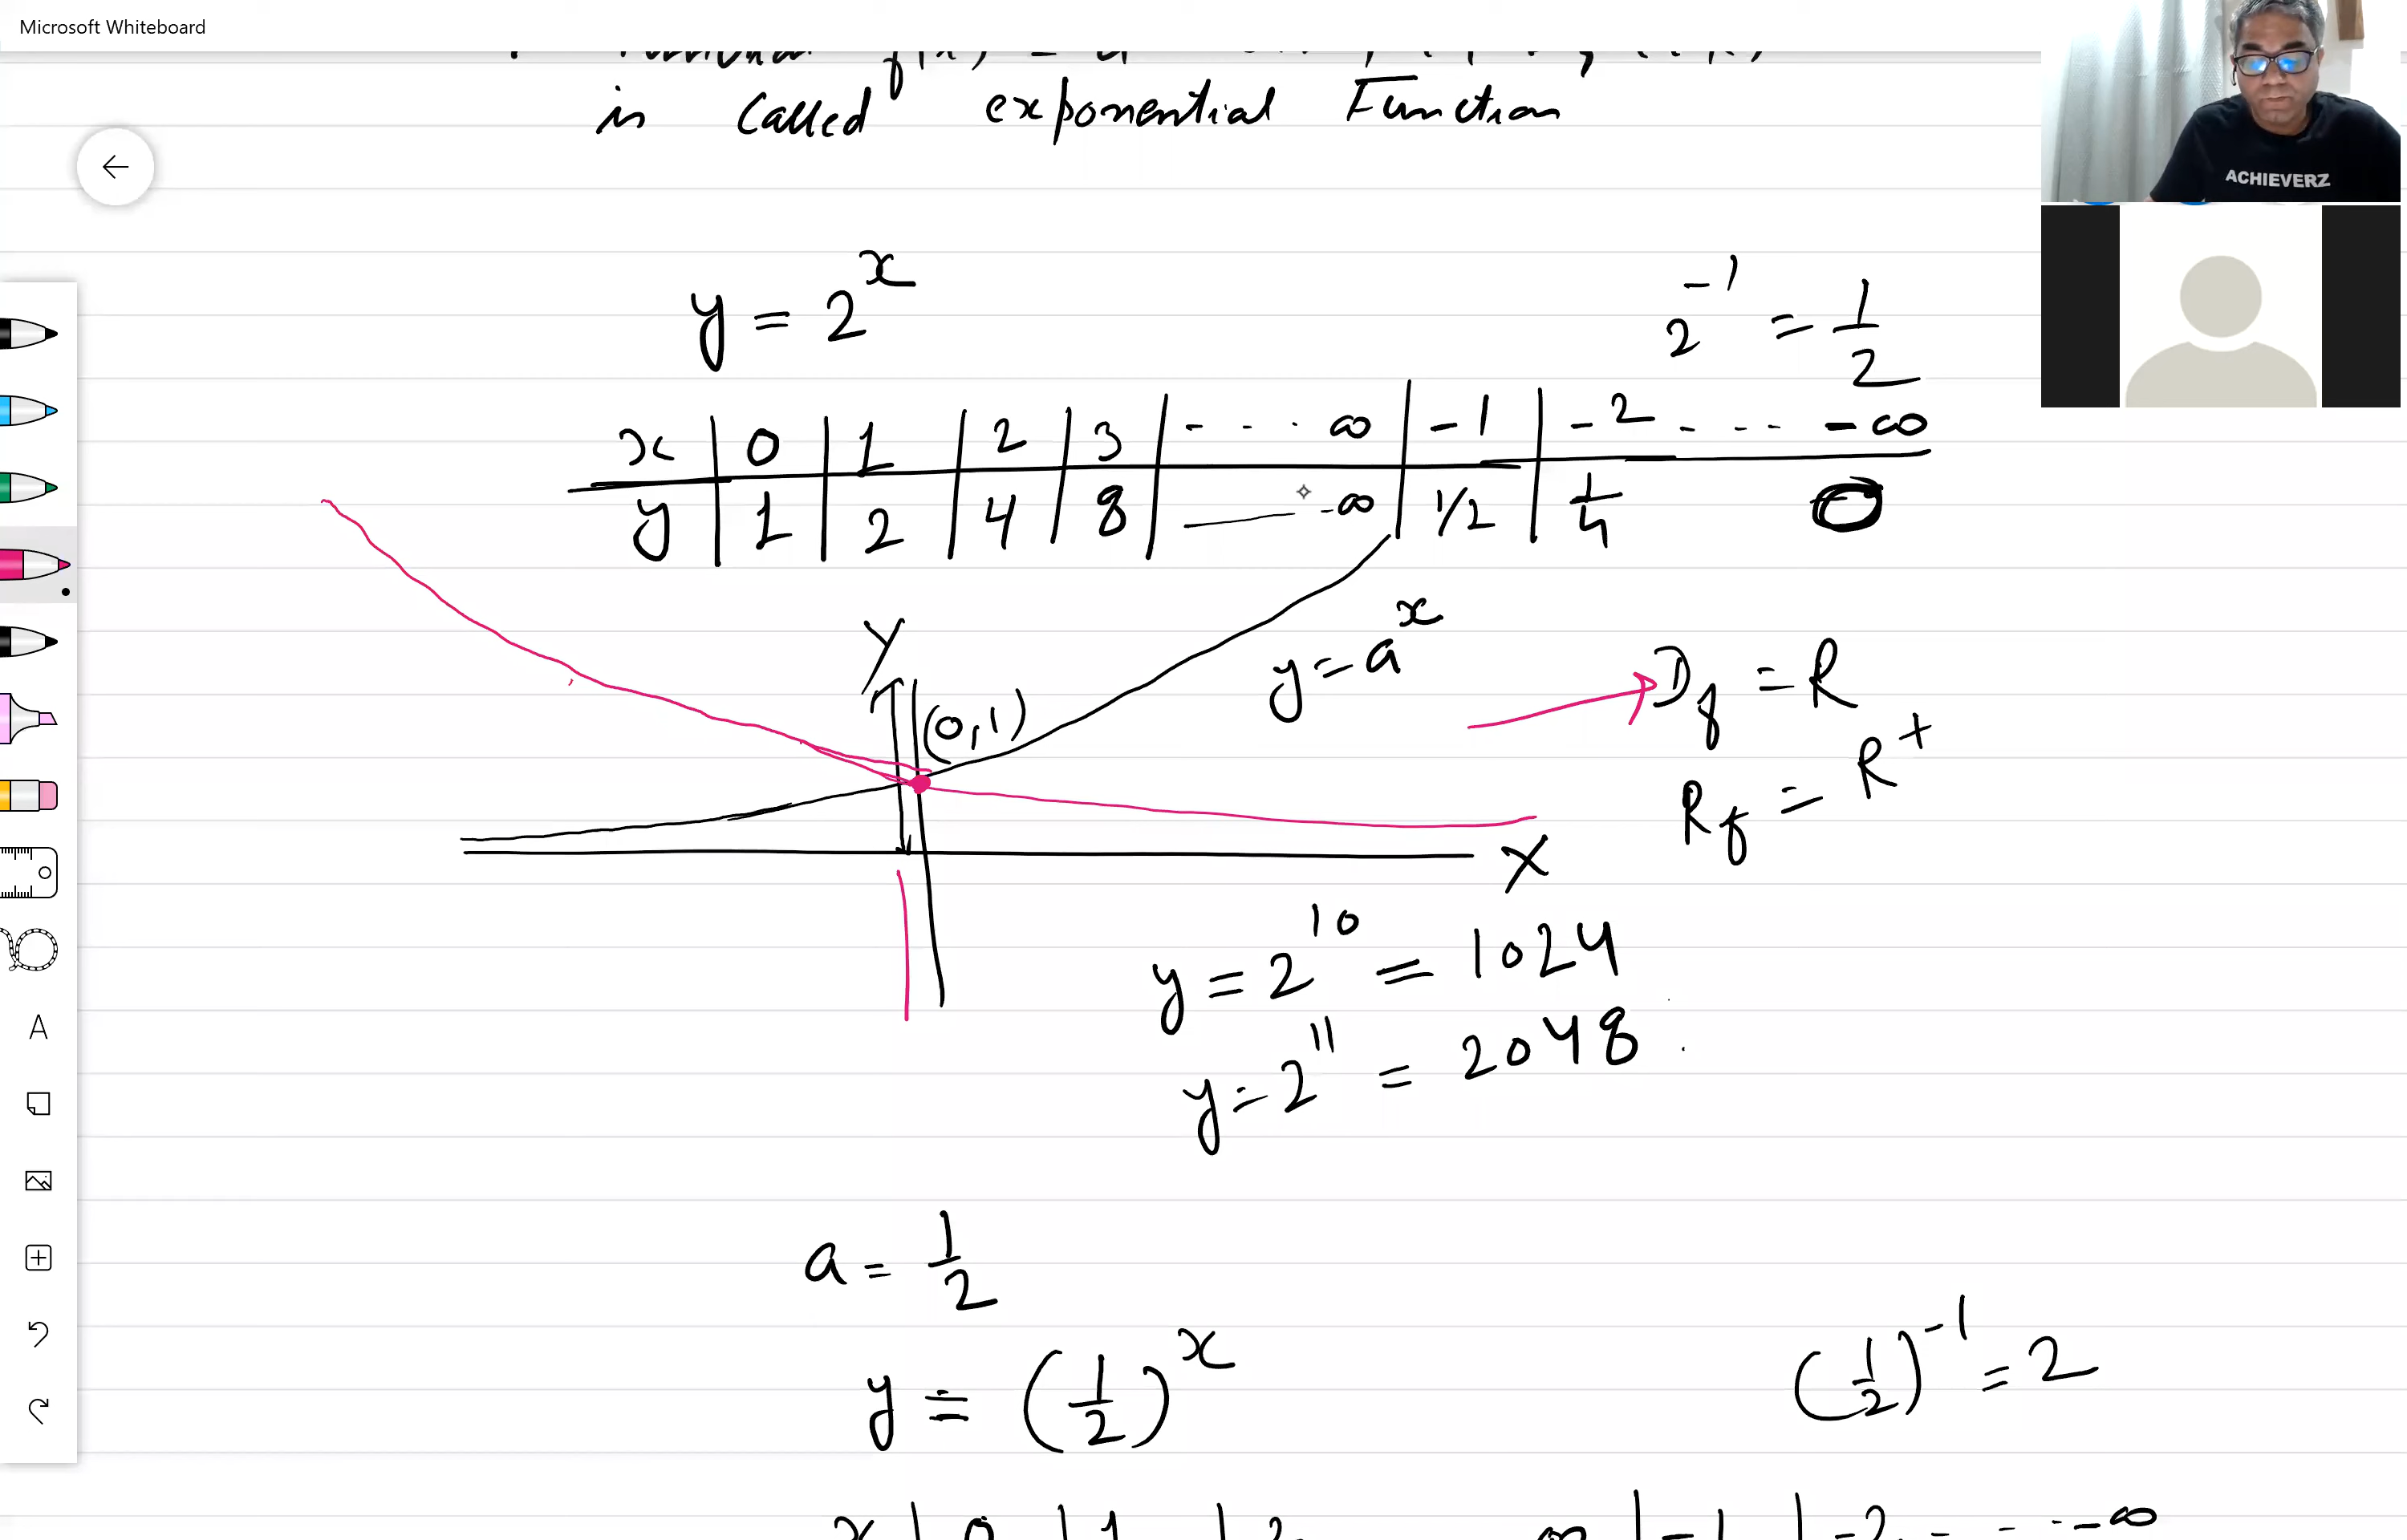 Microsoft Whiteboard
is called exponential Function
ACHIEVERZ
y = 2^x
2^-1 = 1/2
x | 0 | 1 | 2 | 3 | - - . . ∞ | -1 | -2 - - -- -∞
y | 1 | 2 | 4 | 8 | —— -∞ | 1/2 | 1/4 0
Y
(0,1)
y = a^x
D_f = R
R_f = R^+
X
y = 2^10 = 1024
y = 2^11 = 2048
a = 1/2
y = (1/2)^x
(1/2)^-1 = 2
A